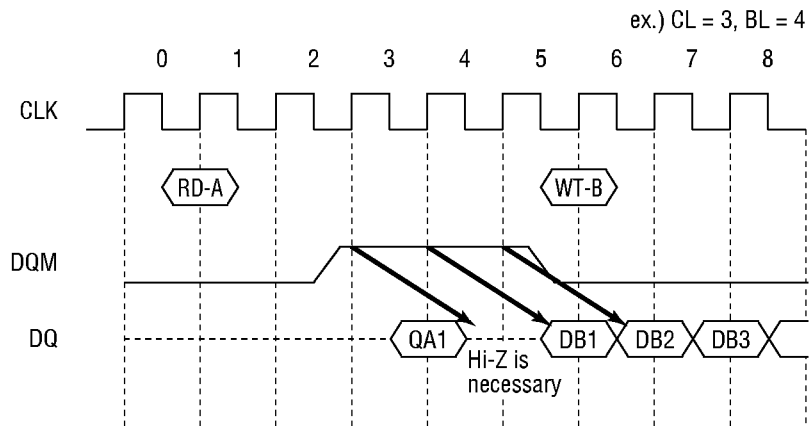 ex.) CL = 3, BL = 4
0 1 2 3 4 5 6 7 8
CLK
RD-A WT-B
DQM
DQ QA1 DB1 DB2 DB3
Hi-Z is
necessary